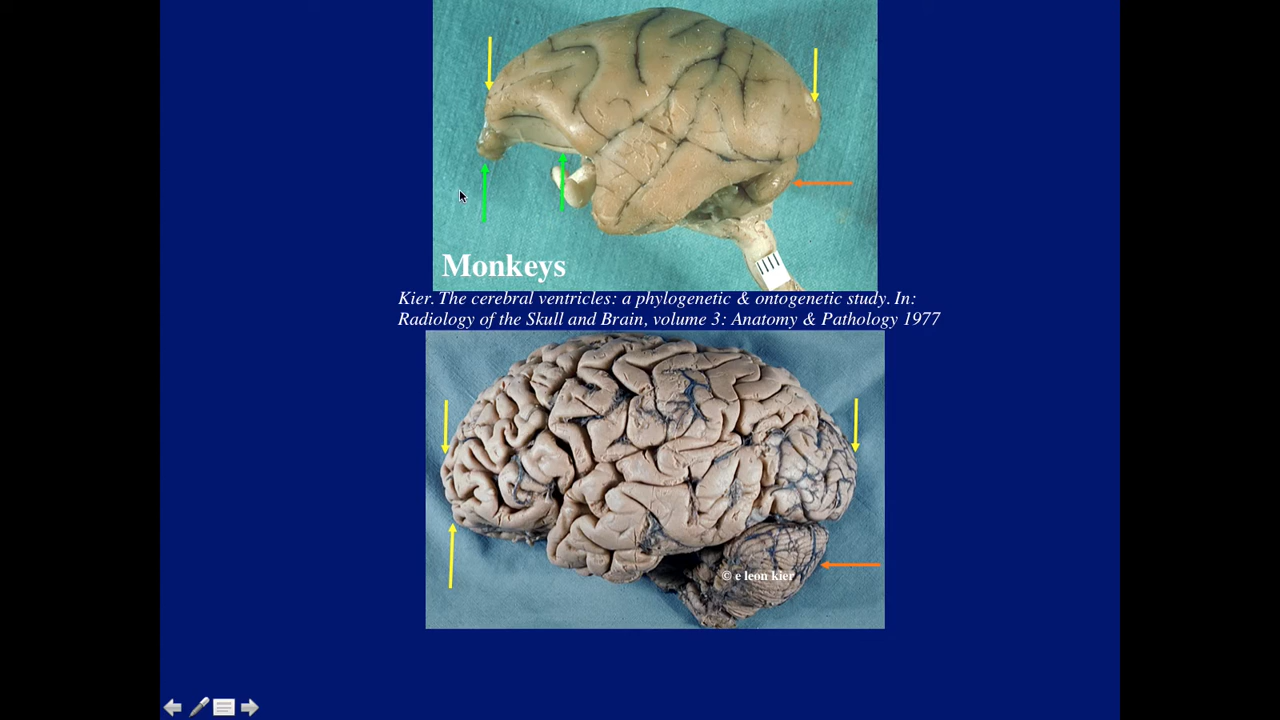 Monkeys
Kier. The cerebral ventricles: a phylogenetic & ontogenetic study. In:
Radiology of the Skull and Brain, volume 3: Anatomy & Pathology 1977
© e leon kier